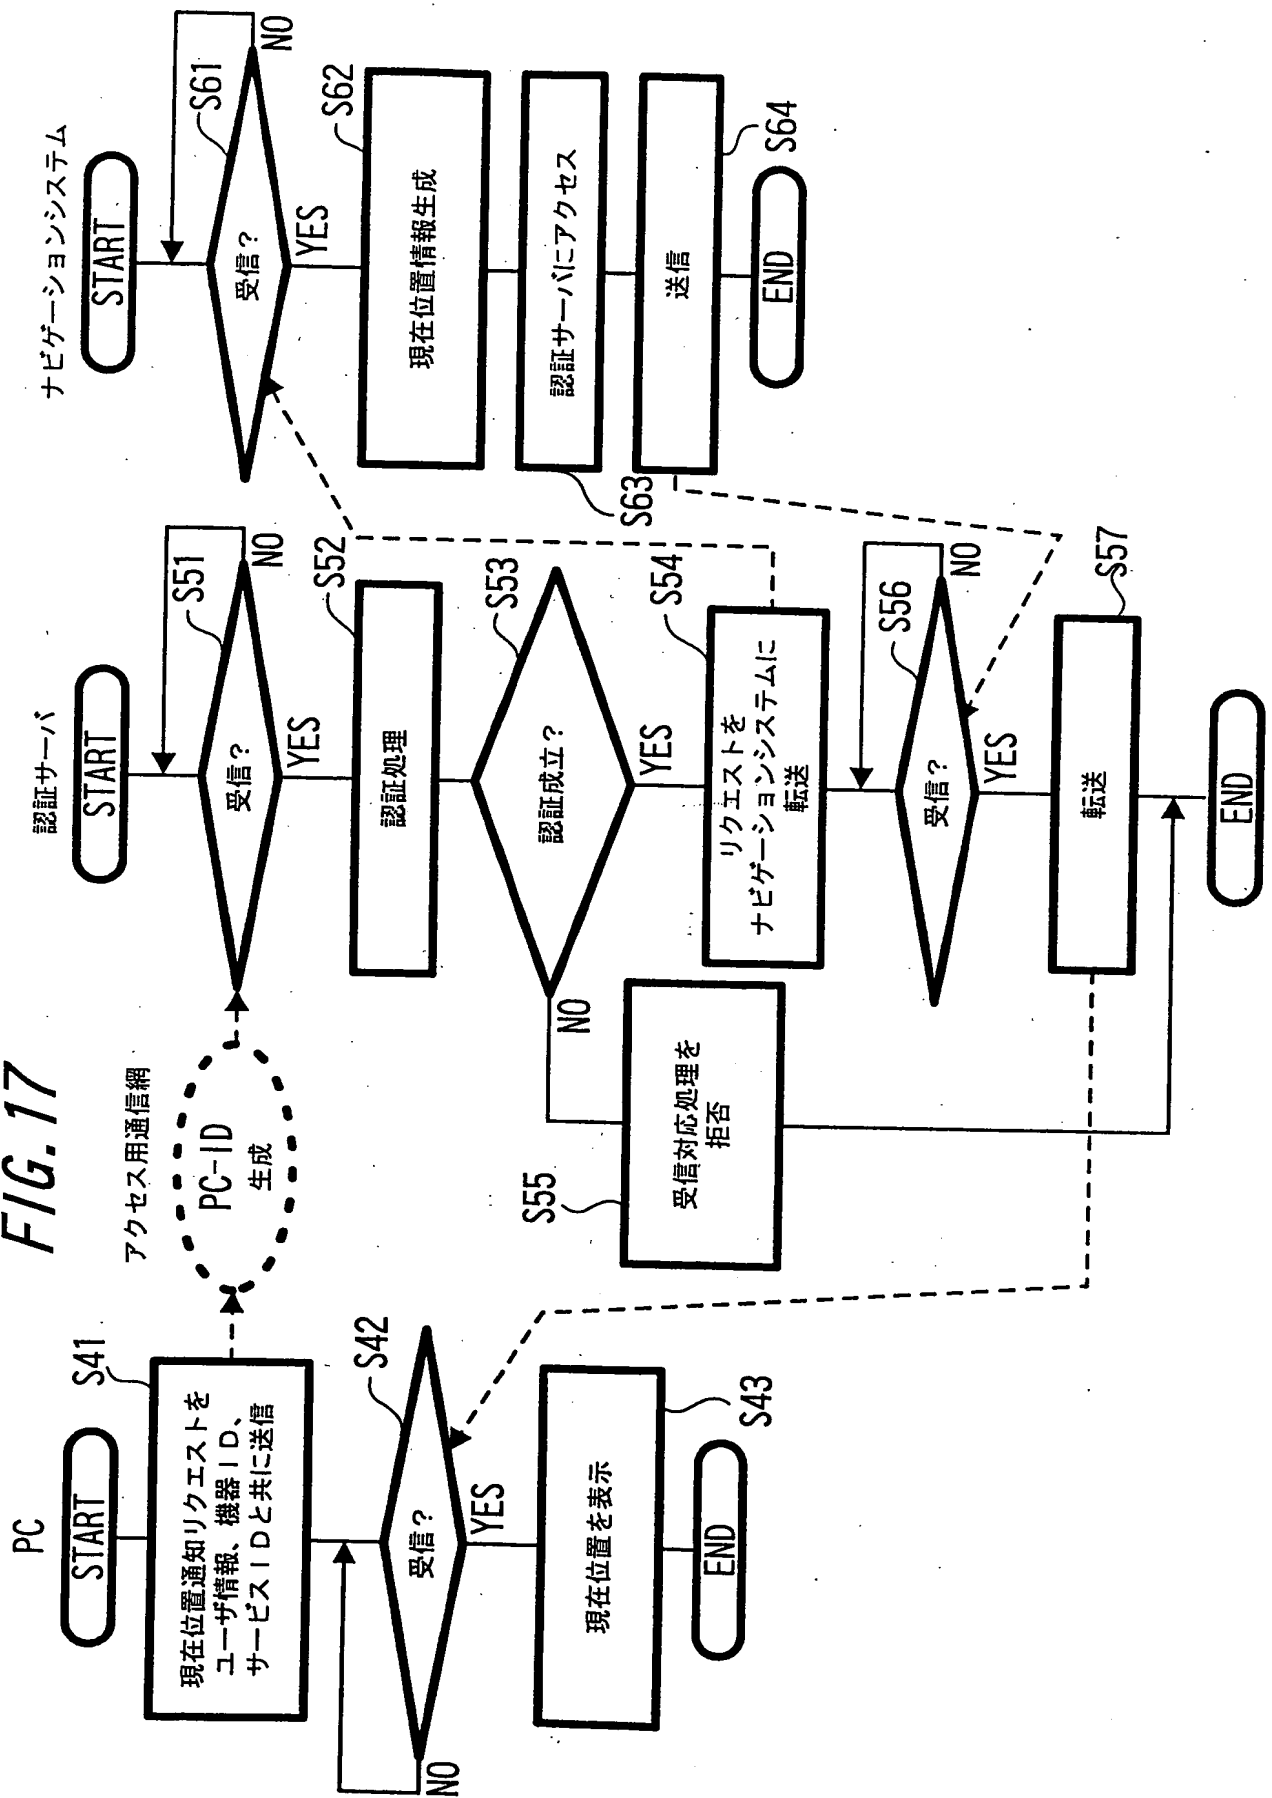 FIG. 17
PC
START
S41
現在位置通知リクエストを
ユーザ情報、機器ID、
サービスIDと共に送信
S42
受信?
NO
YES
現在位置を表示
S43
END
アクセス用通信網
PC-ID
生成
認証サーバ
START
S51
受信?
NO
YES
S52
認証処理
S53
認証成立?
NO
YES
S54
リクエストを
ナビゲーションシステムに
転送
S55
受信対応処理を
拒否
S56
受信?
NO
YES
S57
転送
END
ナビゲーションシステム
START
S61
受信?
NO
YES
S62
現在位置情報生成
認証サーバにアクセス
S63
送信
S64
END